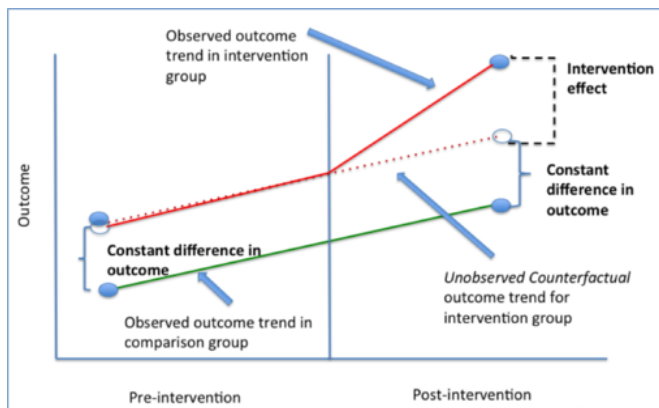 Observed outcome
trend in intervention
group
Intervention
effect
Constant
difference in
outcome
Outcome
Constant difference in
outcome
Unobserved Counterfactual
outcome trend for
intervention group
Observed outcome trend in
comparison group
Pre-intervention
Post-intervention